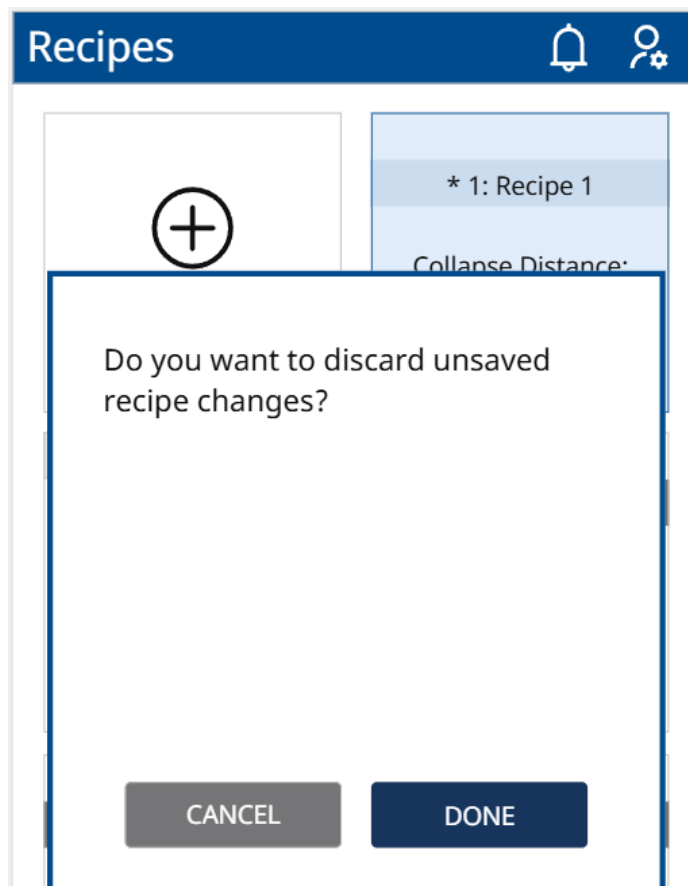 Recipes
* 1: Recipe 1
Collapse Distance:
Do you want to discard unsaved
recipe changes?
CANCEL
DONE